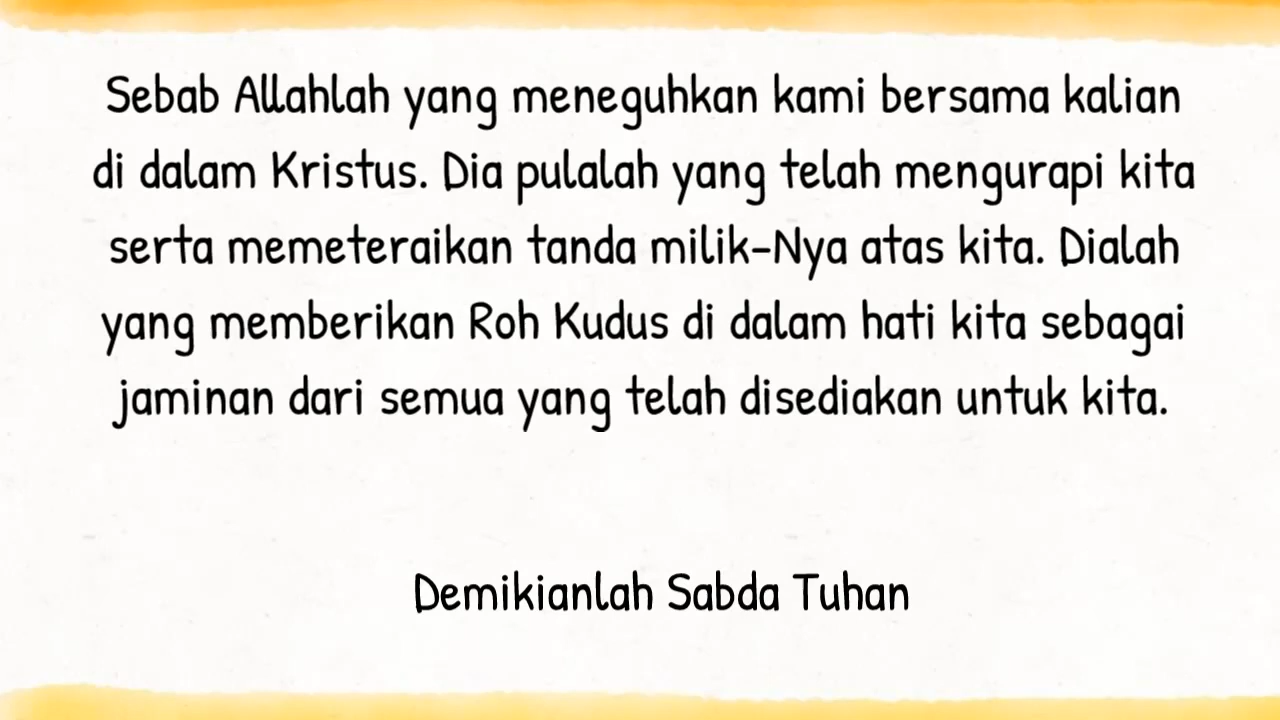 Sebab Allahlah yang meneguhkan kami bersama kalian
di dalam Kristus. Dia pulalah yang telah mengurapi kita
serta memeteraikan tanda milik-Nya atas kita. Dialah
yang memberikan Roh Kudus di dalam hati kita sebagai
jaminan dari semua yang telah disediakan untuk kita.
Demikianlah Sabda Tuhan